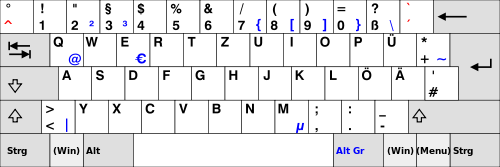 ° ! " § $ % & / ( ) = ? `
^ 1 2 ² 3 ³ 4 5 6 7 { 8 [ 9 ] 0 } ß \ ´
Q W E R T Z U I O P Ü *
@ € + ~
A S D F G H J K L Ö Ä '
#
> Y X C V B N M ; : _
< | µ , . -
Strg (Win) Alt Alt Gr (Win) (Menu) Strg